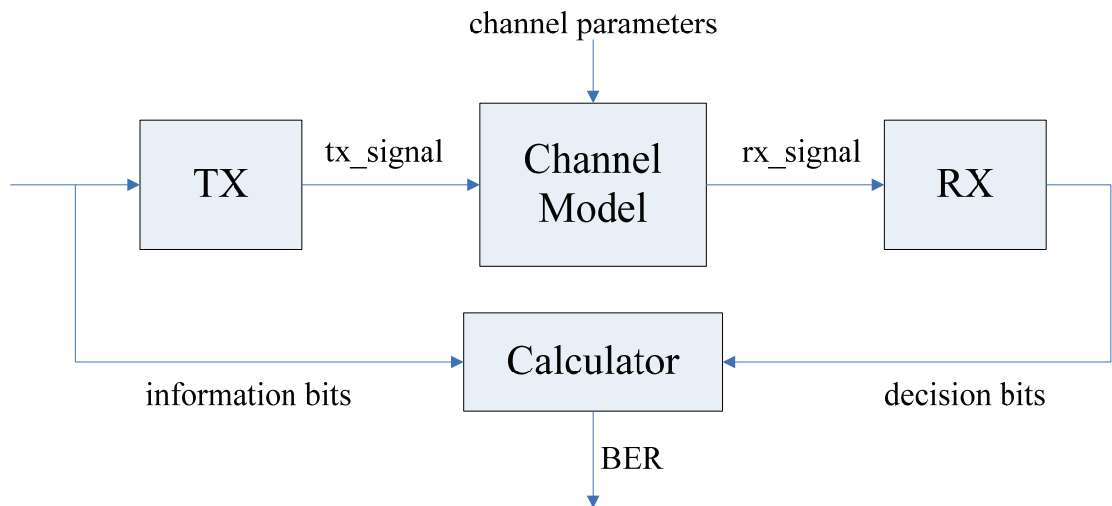 channel parameters
TX
tx_signal
Channel
Model
rx_signal
RX
Calculator
information bits
decision bits
BER